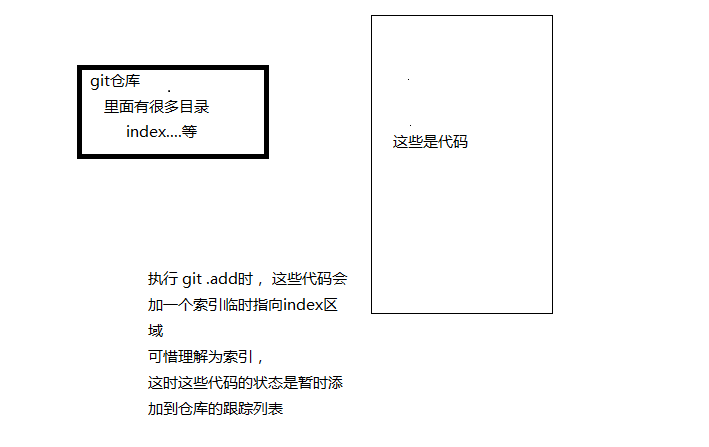 git仓库
里面有很多目录
index....等
这些是代码
执行 git .add时 ，这些代码会
加一个索引临时指向index区
域
可惜理解为索引 ，
这时这些代码的状态是暂时添
加到仓库的跟踪列表